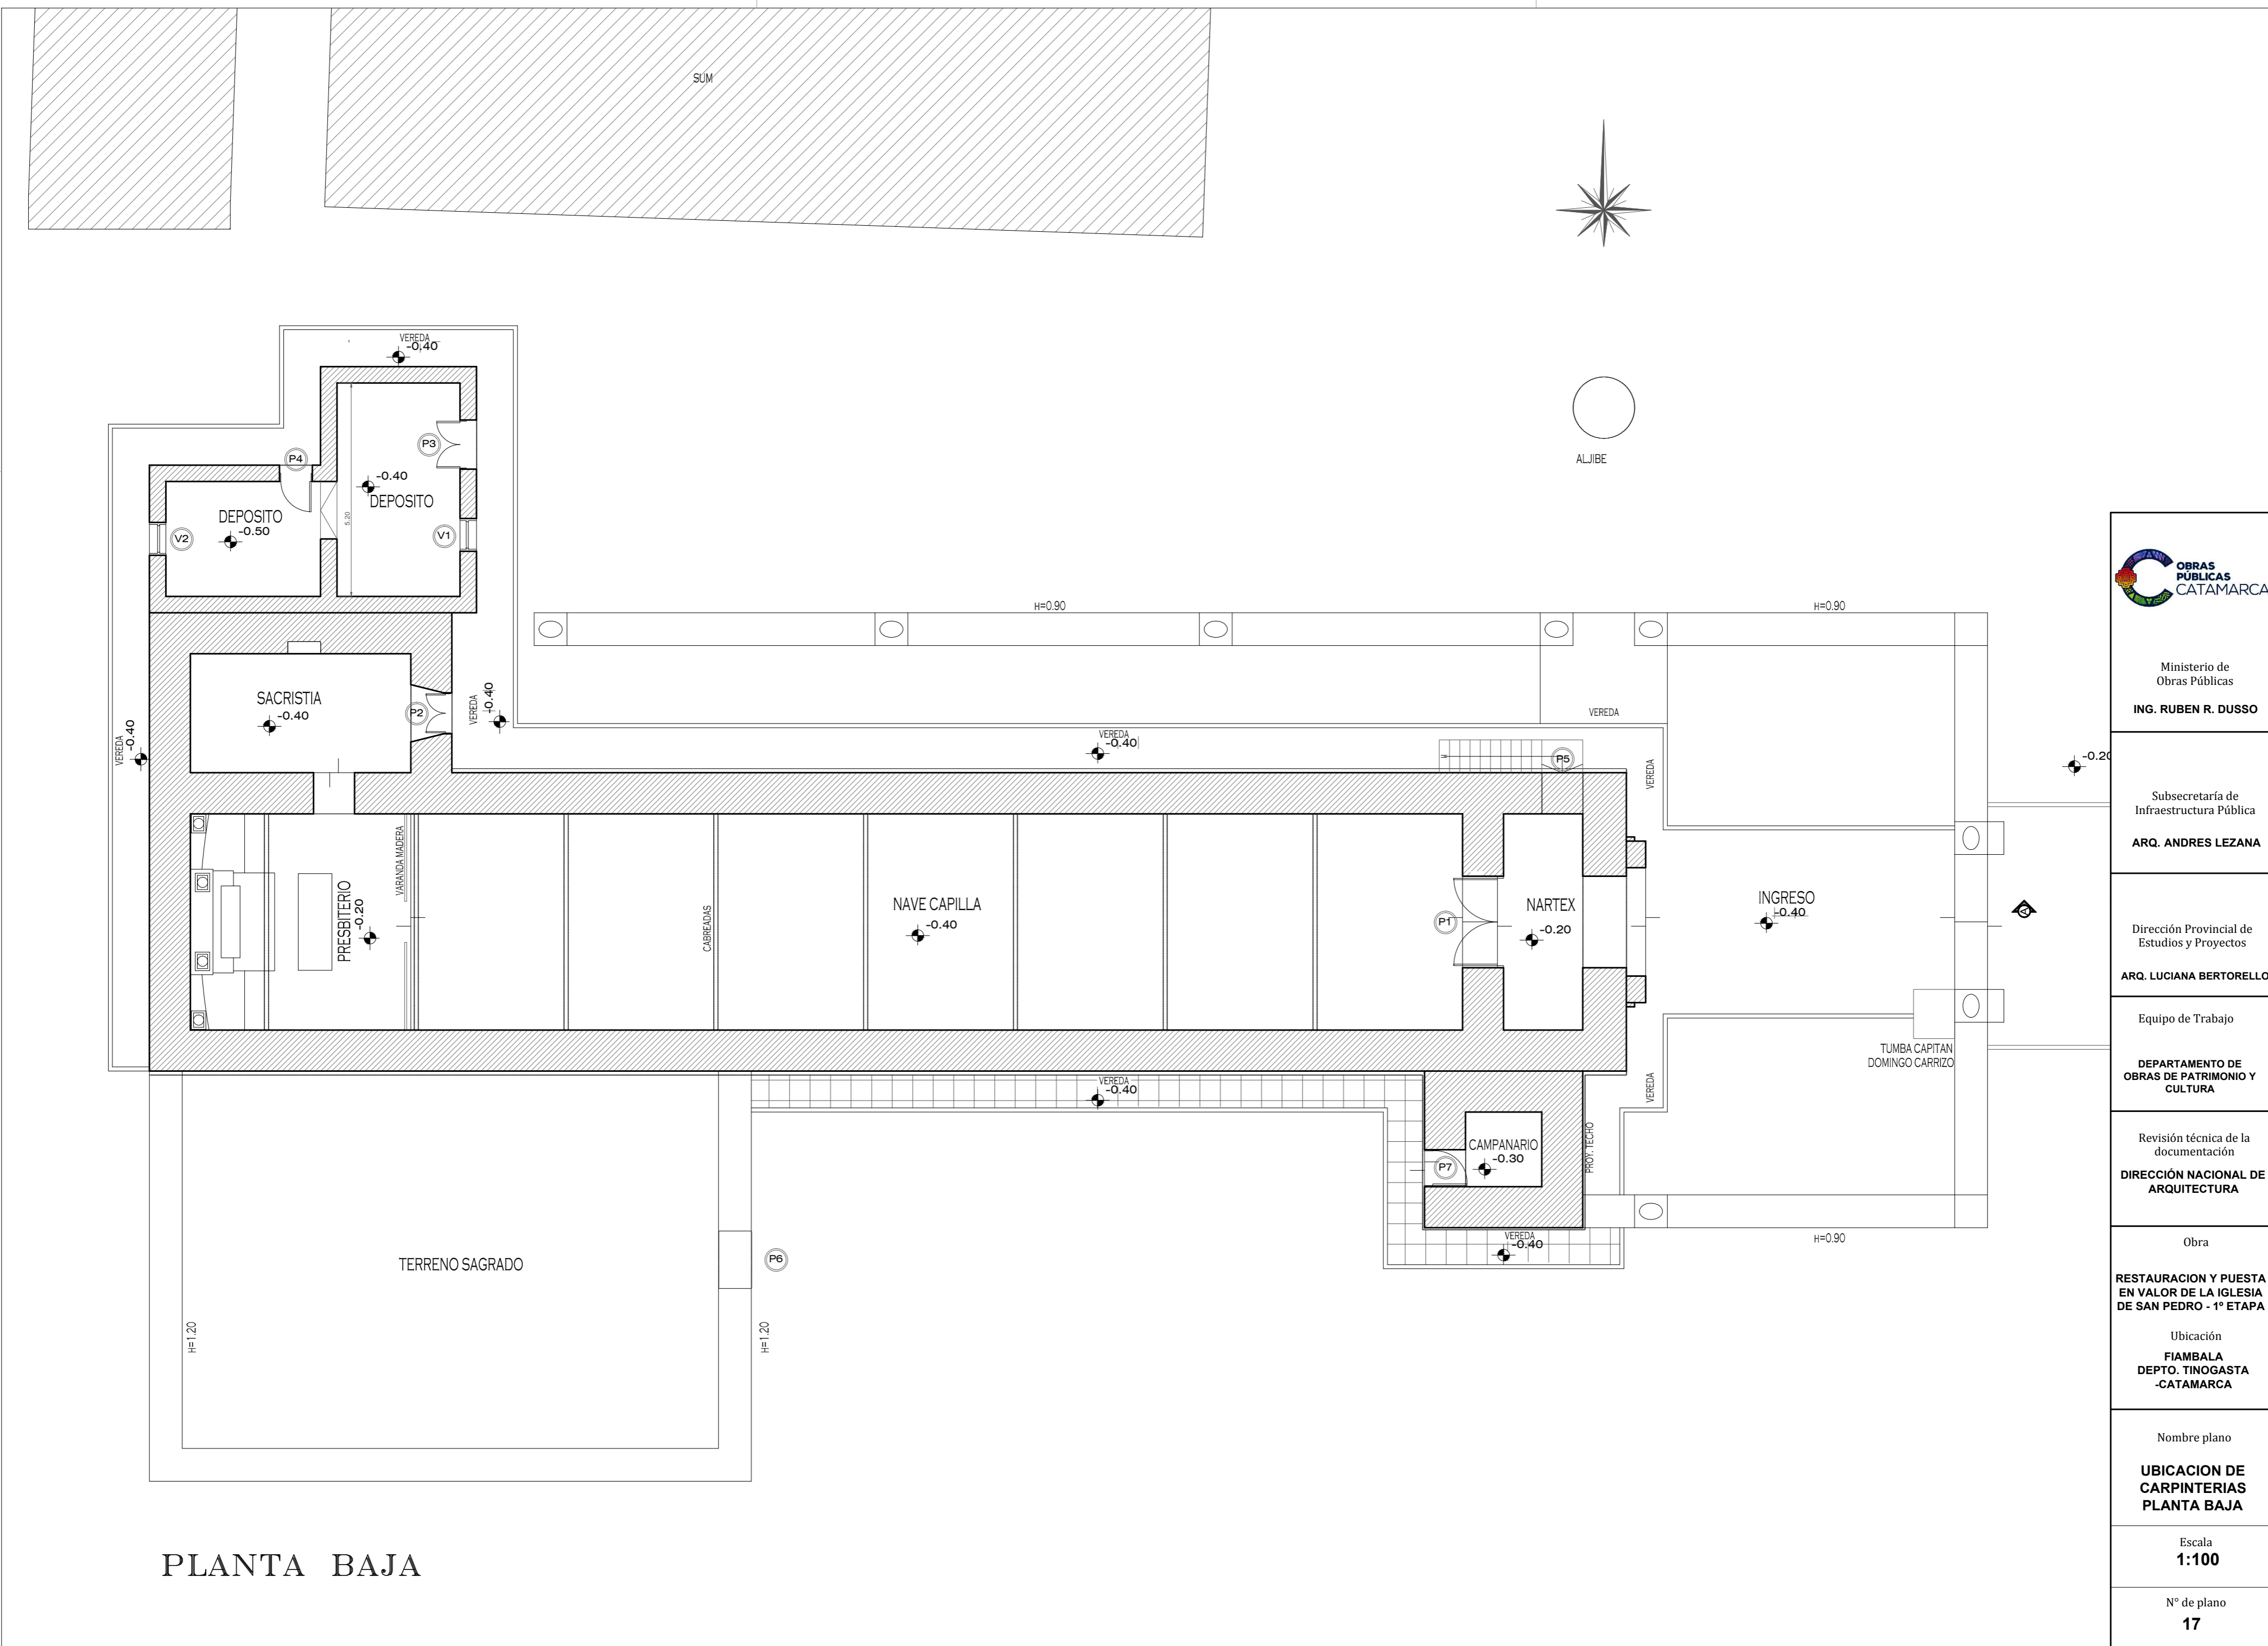 SUM
VEREDA
-0.40
P3
P4
-0.40
DEPOSITO
DEPOSITO
-0.50
5.20
V2
V1
ALJIBE
H=0.90
H=0.90
SACRISTIA
-0.40
P2
VEREDA
-0.40
VEREDA
-0.40
VEREDA
VEREDA
-0.40
P5
VEREDA
-0.20
VARANDA MADERA
PRESBITERIO
-0.20
CABREADAS
NAVE CAPILLA
-0.40
P1
NARTEX
-0.20
INGRESO
-0.40
A
TUMBA CAPITAN
DOMINGO CARRIZO
VEREDA
-0.40
VEREDA
CAMPANARIO
-0.30
P7
PROY. TECHO
VEREDA
-0.40
H=0.90
TERRENO SAGRADO
P6
H=1.20
H=1.20
PLANTA BAJA
OBRAS
PÚBLICAS
CATAMARCA
Ministerio de
Obras Públicas
ING. RUBEN R. DUSSO
Subsecretaría de
Infraestructura Pública
ARQ. ANDRES LEZANA
Dirección Provincial de
Estudios y Proyectos
ARQ. LUCIANA BERTORELLO
Equipo de Trabajo
DEPARTAMENTO DE
OBRAS DE PATRIMONIO Y
CULTURA
Revisión técnica de la
documentación
DIRECCIÓN NACIONAL DE
ARQUITECTURA
Obra
RESTAURACION Y PUESTA
EN VALOR DE LA IGLESIA
DE SAN PEDRO - 1º ETAPA
Ubicación
FIAMBALA
DEPTO. TINOGASTA
-CATAMARCA
Nombre plano
UBICACION DE
CARPINTERIAS
PLANTA BAJA
Escala
1:100
N° de plano
17